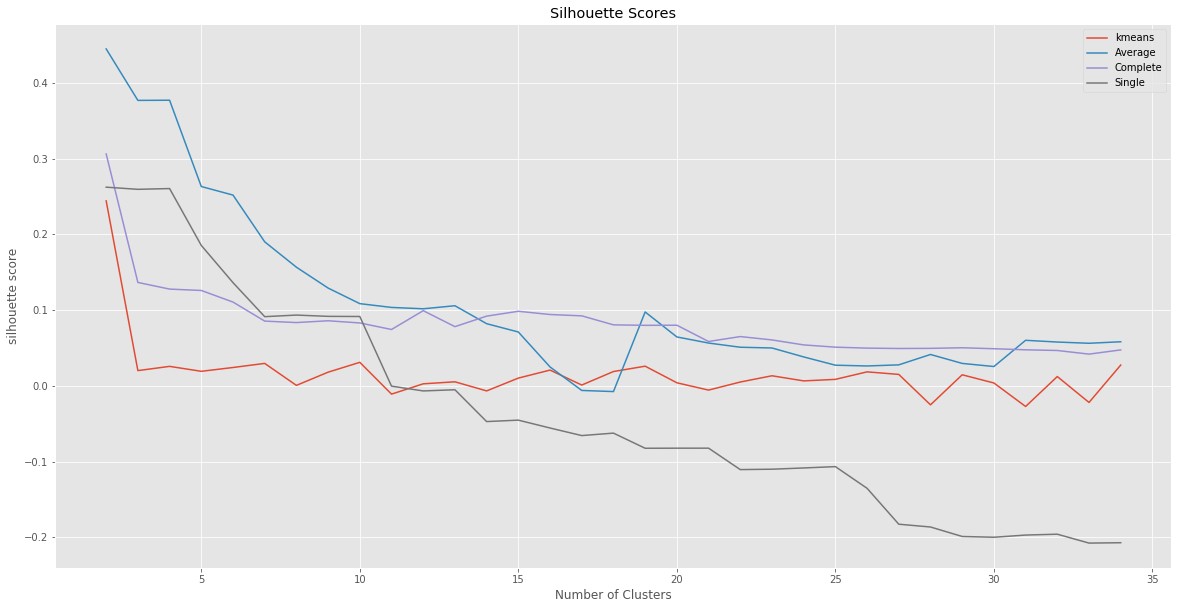 Silhouette Scores
kmeans
Average
Complete
Single
silhouette score
0.4
0.3
0.2
0.1
0.0
−0.1
−0.2
5
10
15
20
25
30
35
Number of Clusters